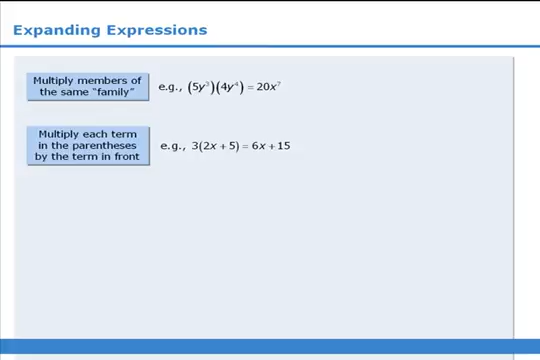 Expanding Expressions
Multiply members of
the same "family"
e.g., (5y³)(4y⁴) = 20x⁷
Multiply each term
in the parentheses
by the term in front
e.g., 3(2x + 5) = 6x + 15